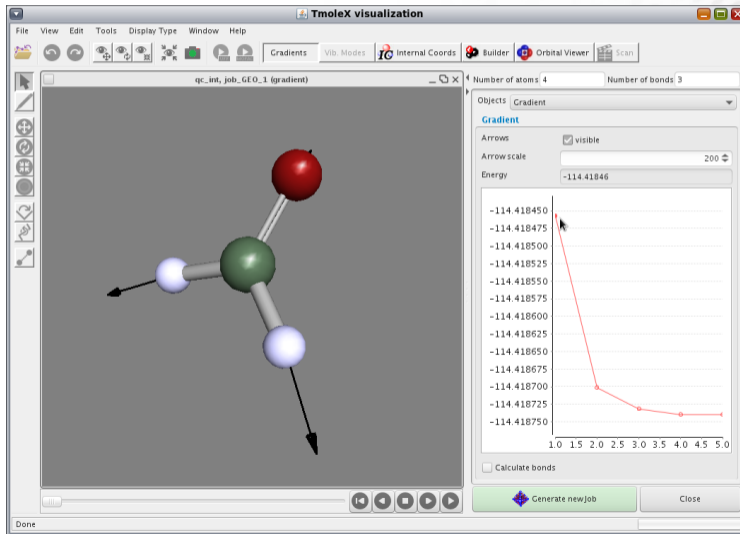 TmoleX visualization
File View Edit Tools Display Type Window Help
Gradients Vib. Modes IC Internal Coords Builder Orbital Viewer Scan
qc_int, job_GEO_1 (gradient)
Number of atoms 4 Number of bonds 3
Objects Gradient
Gradient
Arrows visible
Arrow scale 200
Energy -114.41846
-114.418450
-114.418475
-114.418500
-114.418525
-114.418550
-114.418575
-114.418600
-114.418625
-114.418650
-114.418675
-114.418700
-114.418725
-114.418750
1.0 1.5 2.0 2.5 3.0 3.5 4.0 4.5 5.0
Calculate bonds
Generate new Job Close
Done